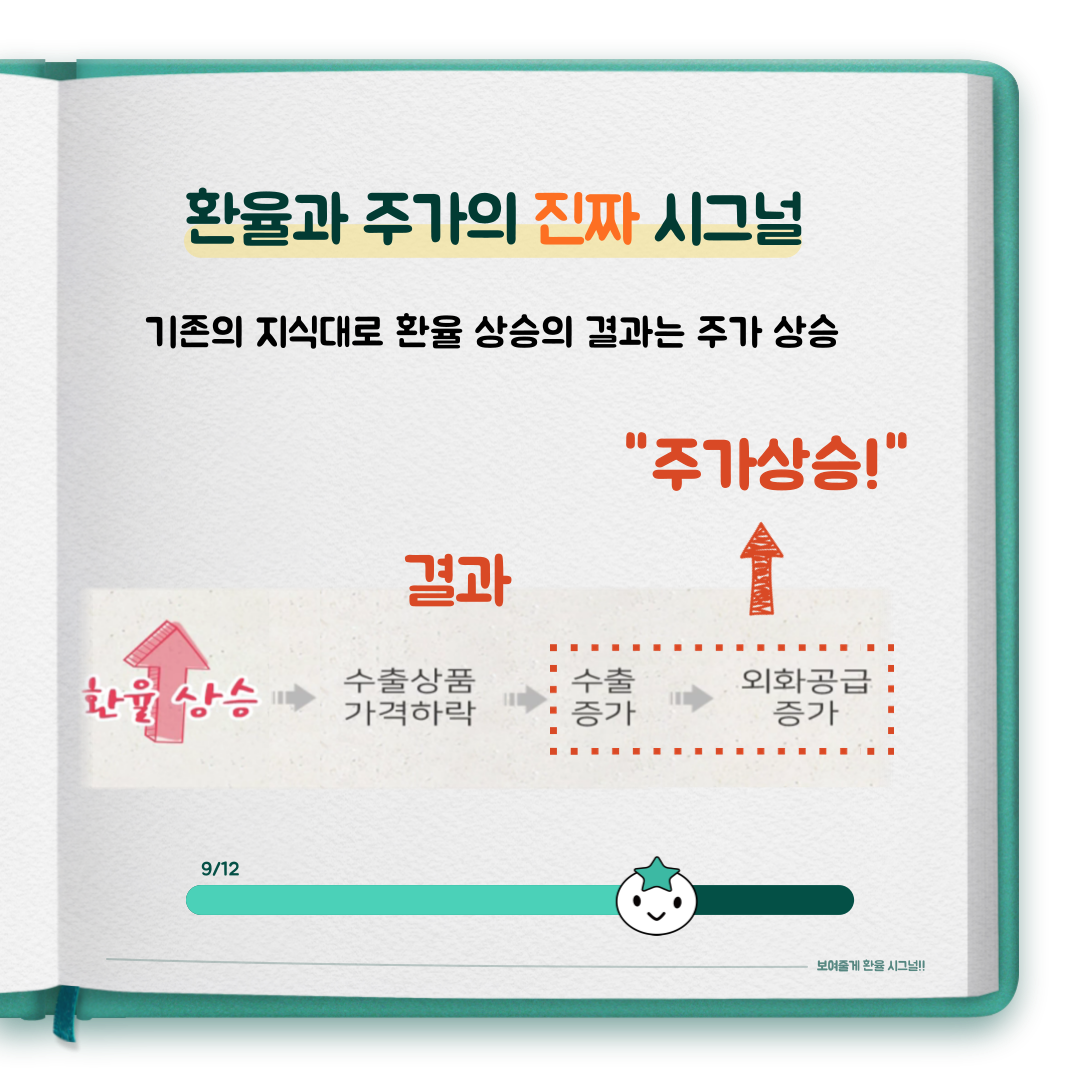 환율과 주가의 진짜 시그널
기존의 지식대로 환율 상승의 결과는 주가 상승
"주가상승!"
결과
환율 상승
수출상품
가격하락
수출
증가
외화공급
증가
9/12
보여줄게 환율 시그널!!